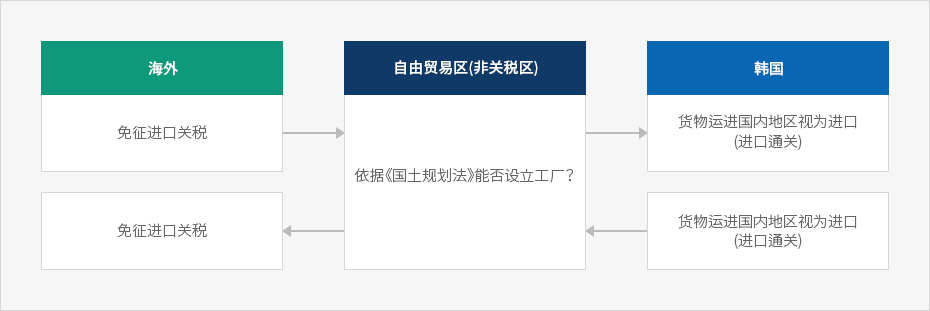 海外
自由贸易区(非关税区)
韩国
免征进口关税
货物运进国内地区视为进口
(进口通关)
依据《国土规划法》能否设立工厂？
免征进口关税
货物运进国内地区视为进口
(进口通关)